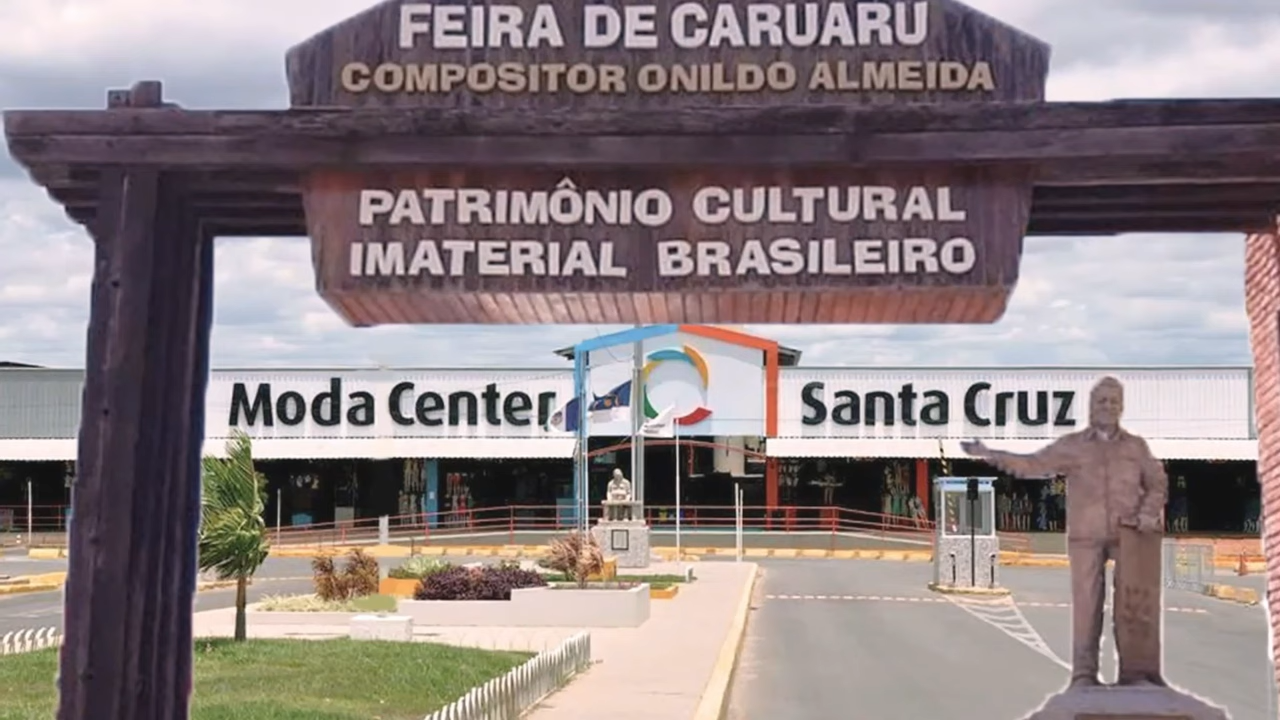 FEIRA DE CARUARU
COMPOSITOR ONILDO ALMEIDA
PATRIMÔNIO CULTURAL
IMATERIAL BRASILEIRO
Moda Center
Santa Cruz